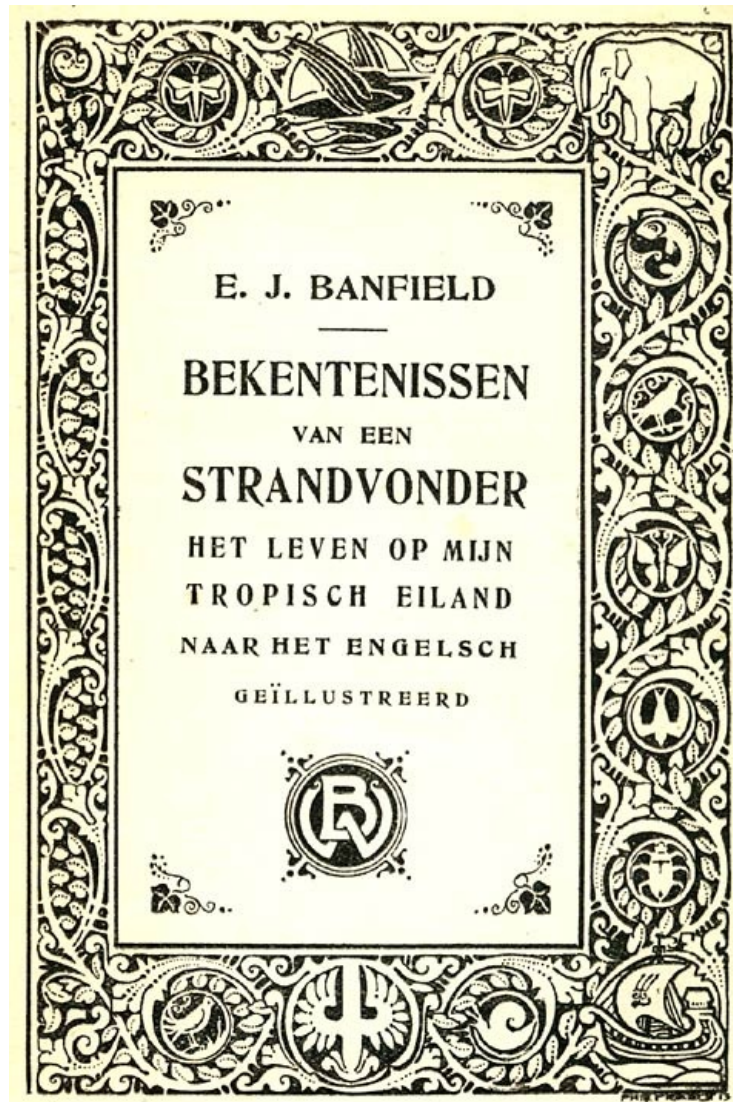 E. J. BANFIELD
BEKENTENISSEN
VAN EEN
STRANDVONDER
HET LEVEN OP MIJN
TROPISCH EILAND
NAAR HET ENGELSCH
GEÏLLUSTREERD